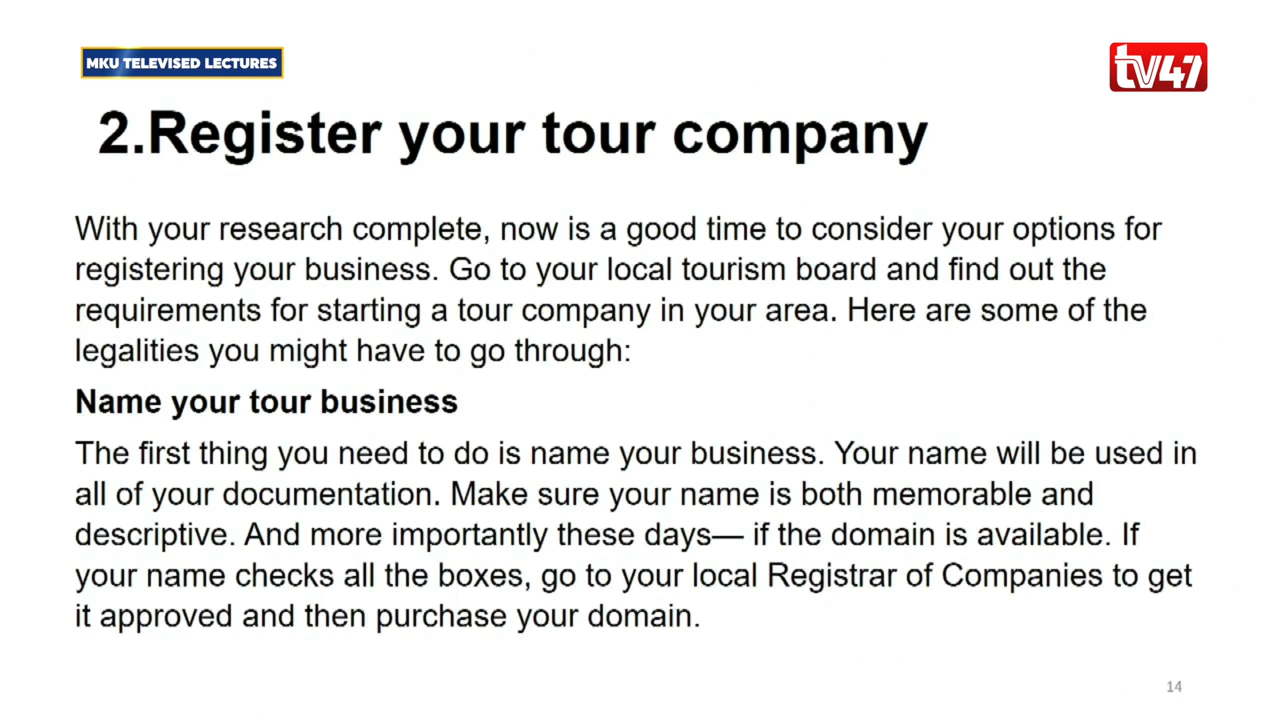 MKU TELEVISED LECTURES
tv47
2.Register your tour company
With your research complete, now is a good time to consider your options for
registering your business. Go to your local tourism board and find out the
requirements for starting a tour company in your area. Here are some of the
legalities you might have to go through:
Name your tour business
The first thing you need to do is name your business. Your name will be used in
all of your documentation. Make sure your name is both memorable and
descriptive. And more importantly these days— if the domain is available. If
your name checks all the boxes, go to your local Registrar of Companies to get
it approved and then purchase your domain.
14